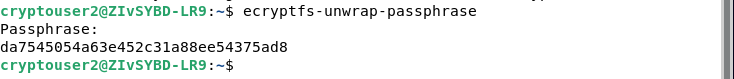 cryptouser2@ZIvSYBD-LR9:~$ ecryptfs-unwrap-passphrase
Passphrase:
da7545054a63e452c31a88ee54375ad8
cryptouser2@ZIvSYBD-LR9:~$